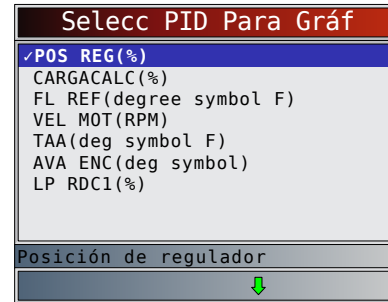 Selecc PID Para Gráf
✓POS REG(%)
CARGACALC(%)
FL REF(degree symbol F)
VEL MOT(RPM)
TAA(deg symbol F)
AVA ENC(deg symbol)
LP RDC1(%)
Posición de regulador